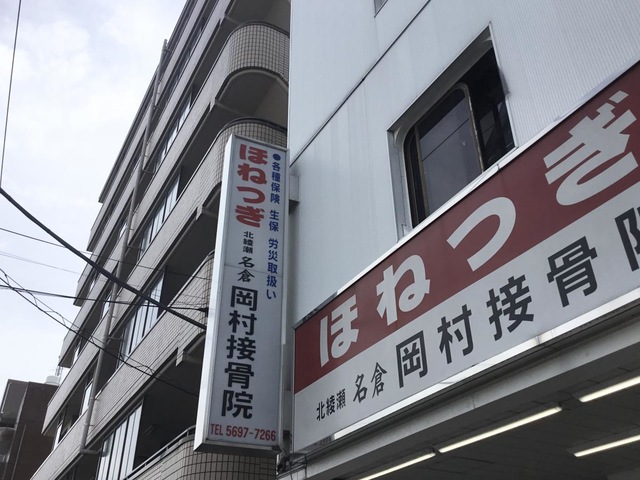 ●各種保険 生保 労災取扱い
ほねつぎ
北綾瀬 名倉 岡村接骨院
TEL 5697-7266
ほねつぎ
北綾瀬 名倉 岡村接骨院